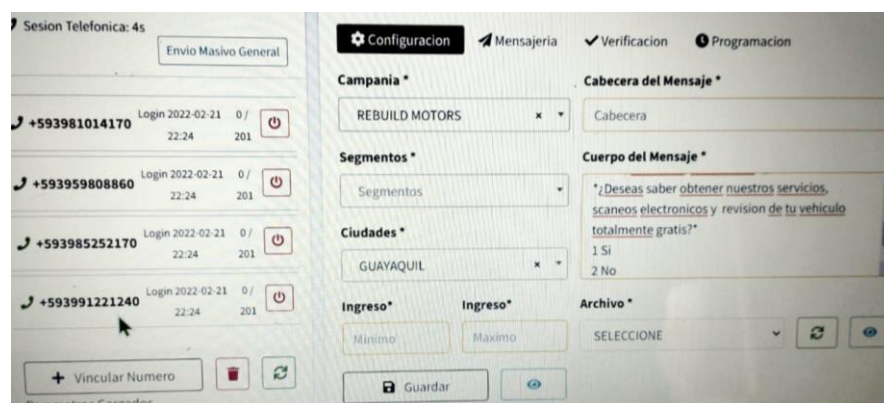 Sesion Telefonica: 4s
Envio Masivo General
+593981014170 Login 2022-02-21 0 /
22:24 201
+593959808860 Login 2022-02-21 0 /
22:24 201
+593985252170 Login 2022-02-21 0 /
22:24 201
+593991221240 Login 2022-02-21 0 /
22:24 201
+ Vincular Numero
Configuracion
Mensajeria
Verificacion
Programacion
Campania *
REBUILD MOTORS × 
Segmentos *
Segmentos
Ciudades *
GUAYAQUIL ×
Ingreso* Ingreso*
Minimo Maximo
Guardar
Cabecera del Mensaje *
Cabecera
Cuerpo del Mensaje *
*¿Deseas saber obtener nuestros servicios,
scaneos electronicos y revision de tu vehiculo
totalmente gratis?*
1 Si
2 No
Archivo *
SELECCIONE